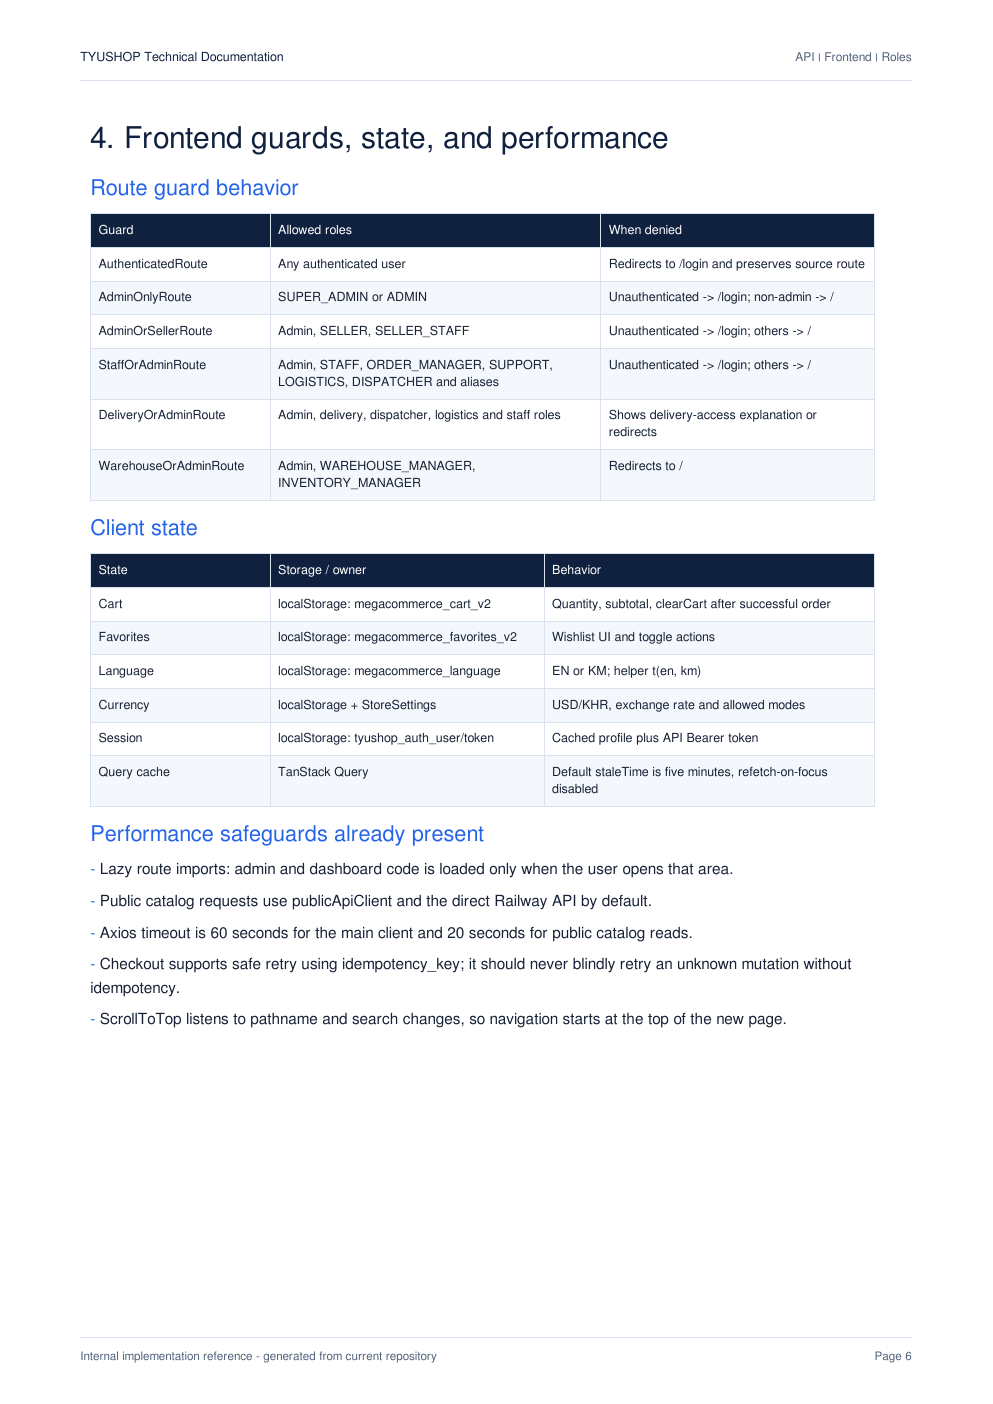 TYUSHOP Technical Documentation
API | Frontend | Roles
4. Frontend guards, state, and performance
Route guard behavior
Guard
Allowed roles
When denied
AuthenticatedRoute
Any authenticated user
Redirects to /login and preserves source route
AdminOnlyRoute
SUPER_ADMIN or ADMIN
Unauthenticated -> /login; non-admin -> /
AdminOrSellerRoute
Admin, SELLER, SELLER_STAFF
Unauthenticated -> /login; others -> /
StaffOrAdminRoute
Admin, STAFF, ORDER_MANAGER, SUPPORT,
LOGISTICS, DISPATCHER and aliases
Unauthenticated -> /login; others -> /
DeliveryOrAdminRoute
Admin, delivery, dispatcher, logistics and staff roles
Shows delivery-access explanation or
redirects
WarehouseOrAdminRoute
Admin, WAREHOUSE_MANAGER,
INVENTORY_MANAGER
Redirects to /
Client state
State
Storage / owner
Behavior
Cart
localStorage: megacommerce_cart_v2
Quantity, subtotal, clearCart after successful order
Favorites
localStorage: megacommerce_favorites_v2
Wishlist UI and toggle actions
Language
localStorage: megacommerce_language
EN or KM; helper t(en, km)
Currency
localStorage + StoreSettings
USD/KHR, exchange rate and allowed modes
Session
localStorage: tyushop_auth_user/token
Cached profile plus API Bearer token
Query cache
TanStack Query
Default staleTime is five minutes, refetch-on-focus
disabled
Performance safeguards already present
- Lazy route imports: admin and dashboard code is loaded only when the user opens that area.
- Public catalog requests use publicApiClient and the direct Railway API by default.
- Axios timeout is 60 seconds for the main client and 20 seconds for public catalog reads.
- Checkout supports safe retry using idempotency_key; it should never blindly retry an unknown mutation without
idempotency.
- ScrollToTop listens to pathname and search changes, so navigation starts at the top of the new page.
Internal implementation reference - generated from current repository
Page 6